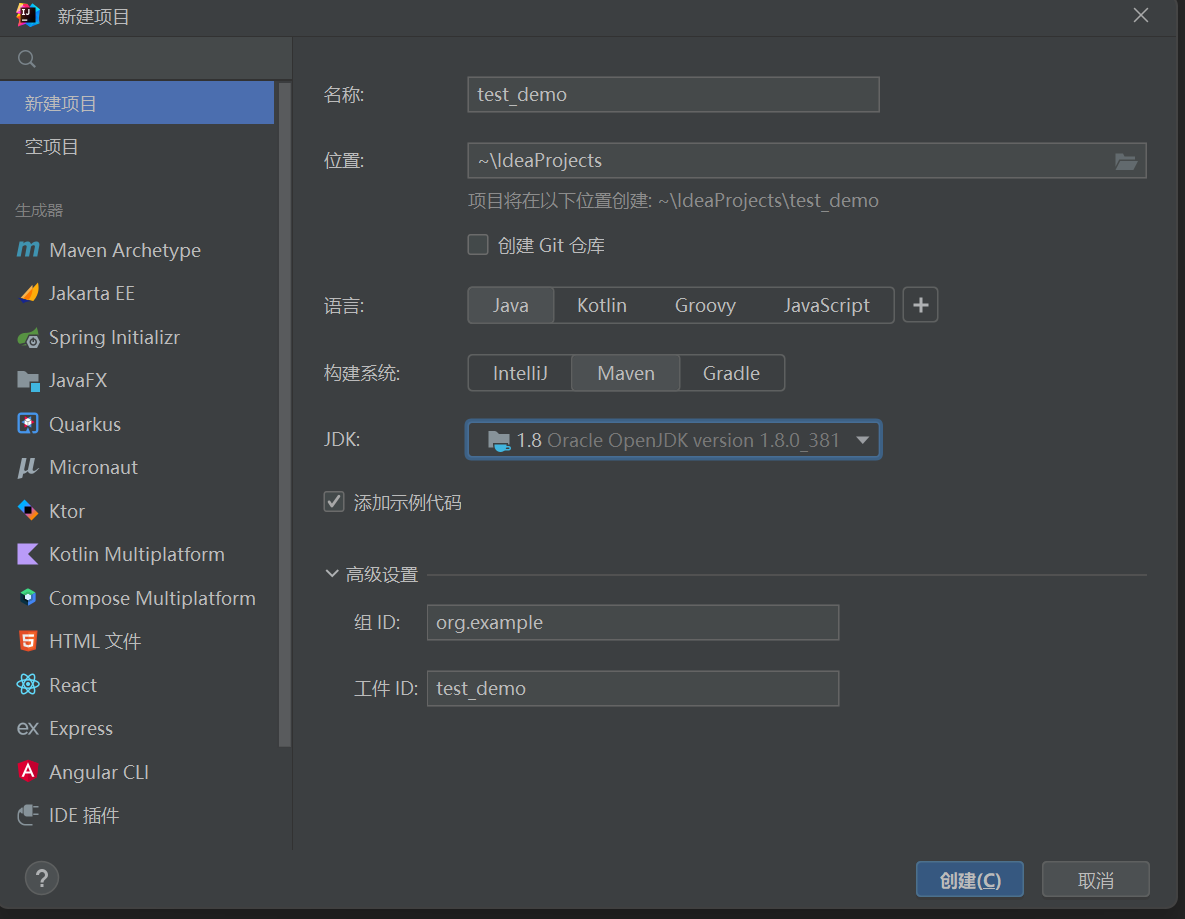 新建项目
新建项目
空项目
生成器
Maven Archetype
Jakarta EE
Spring Initializr
JavaFX
Quarkus
Micronaut
Ktor
Kotlin Multiplatform
Compose Multiplatform
HTML 文件
React
ex Express
Angular CLI
IDE 插件
名称: test_demo
位置: ~\IdeaProjects
项目将在以下位置创建: ~\IdeaProjects\test_demo
创建 Git 仓库
语言: Java Kotlin Groovy JavaScript +
构建系统: IntelliJ Maven Gradle
JDK: 1.8 Oracle OpenJDK version 1.8.0_381
添加示例代码
高级设置
组 ID: org.example
工件 ID: test_demo
? 创建(C) 取消